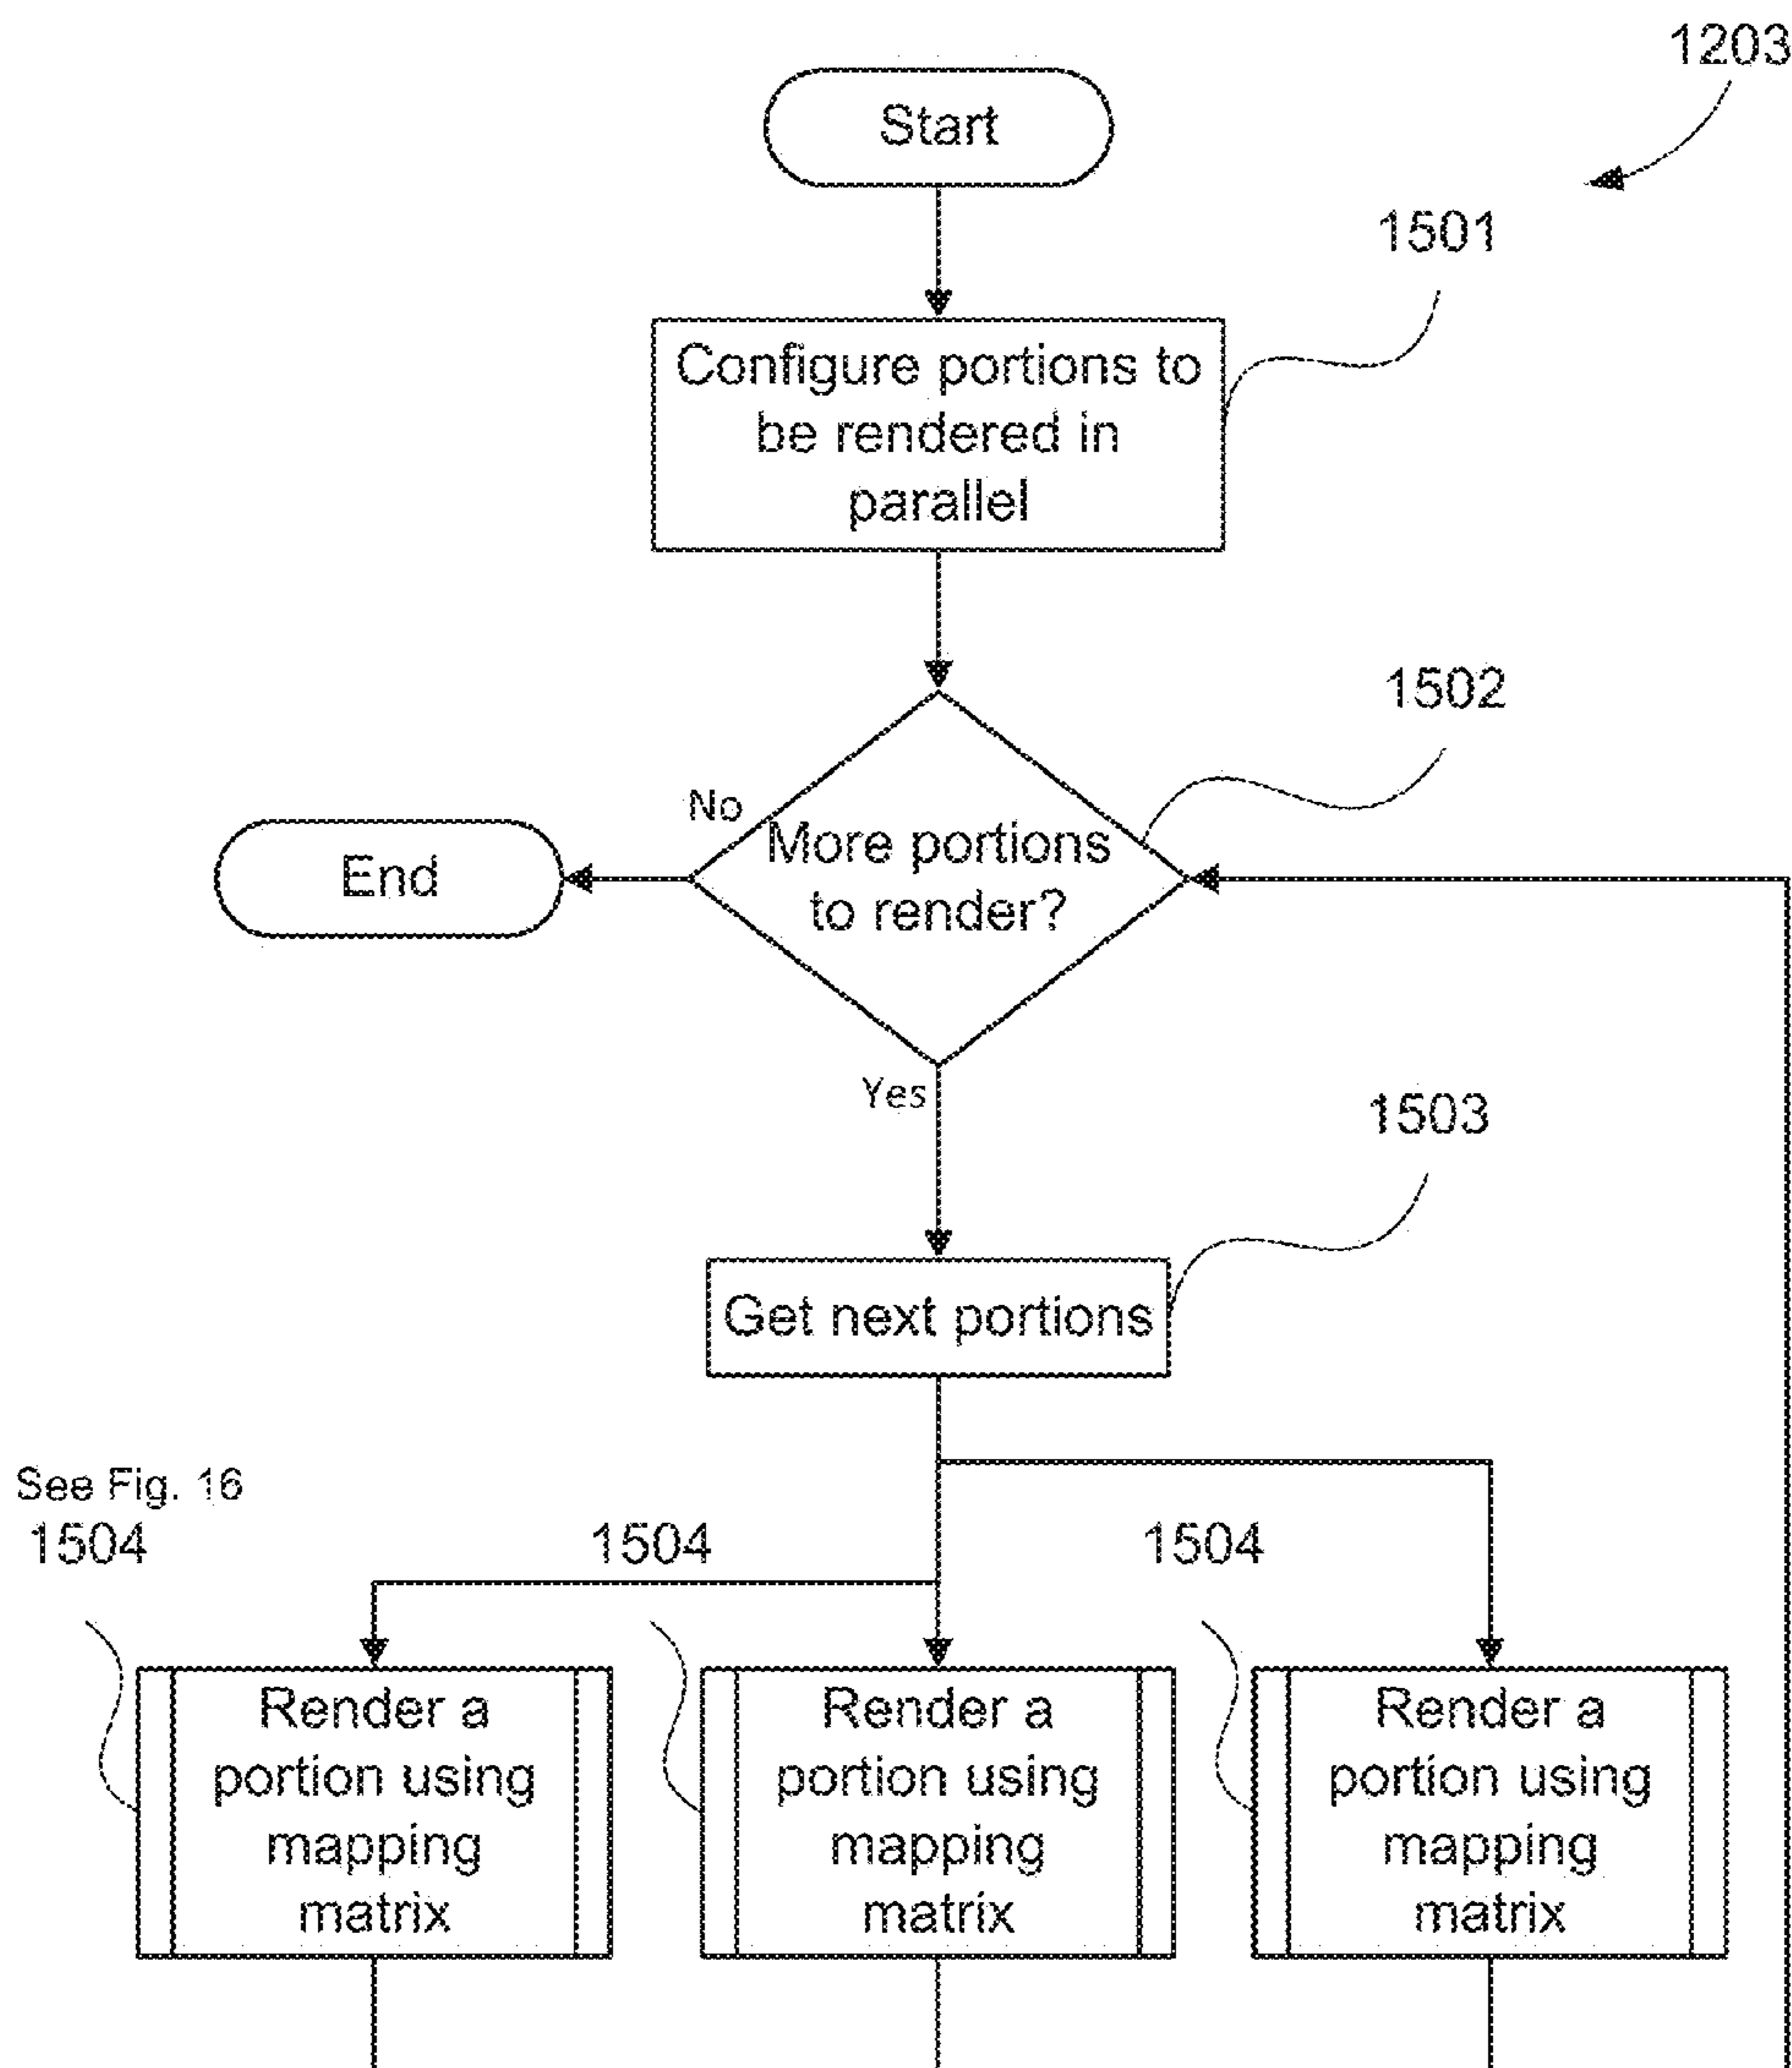 1203
Start
1501
Configure portions to
be rendered in
parallel
1502
No
More portions
to render?
End
Yes
1503
Get next portions
See Fig. 16
1504
1504
1504
Render a
portion using
mapping
matrix
Render a
portion using
mapping
matrix
Render a
portion using
mapping
matrix